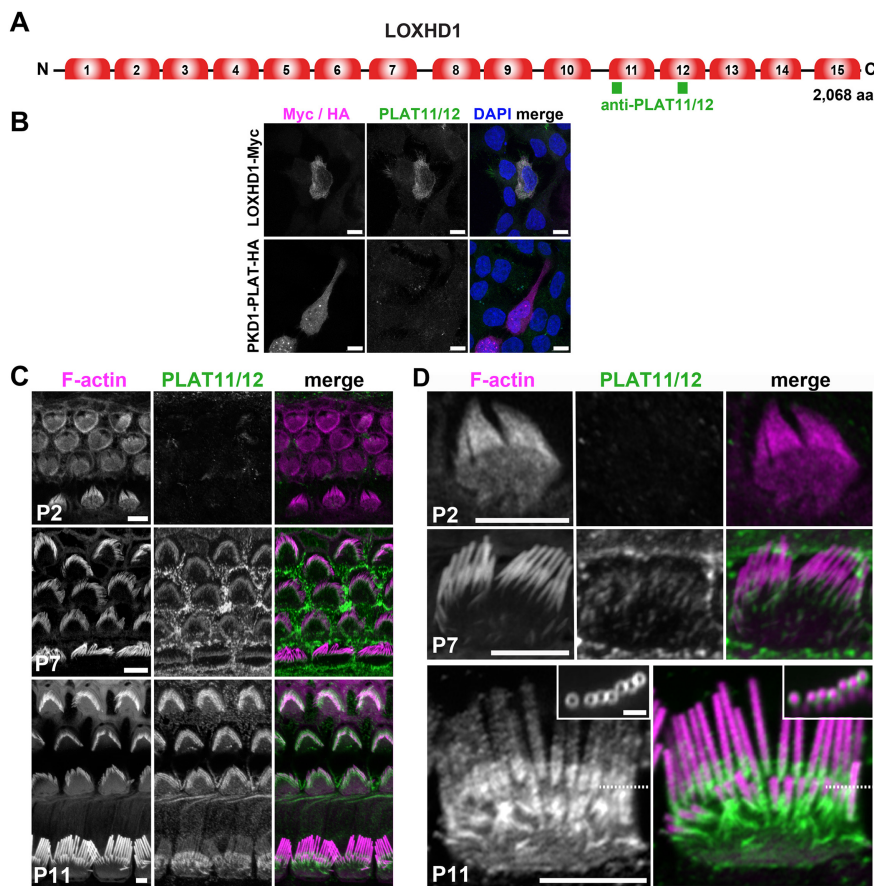 A
LOXHD1
N 1 2 3 4 5 6 7 8 9 10 11 12 13 14 15 C
anti-PLAT11/12
2,068 aa
B
Myc / HA PLAT11/12 DAPI merge
LOXHD1-Myc
PKD1-PLAT-HA
C
F-actin PLAT11/12 merge
P2
P7
P11
D
F-actin PLAT11/12 merge
P2
P7
P11